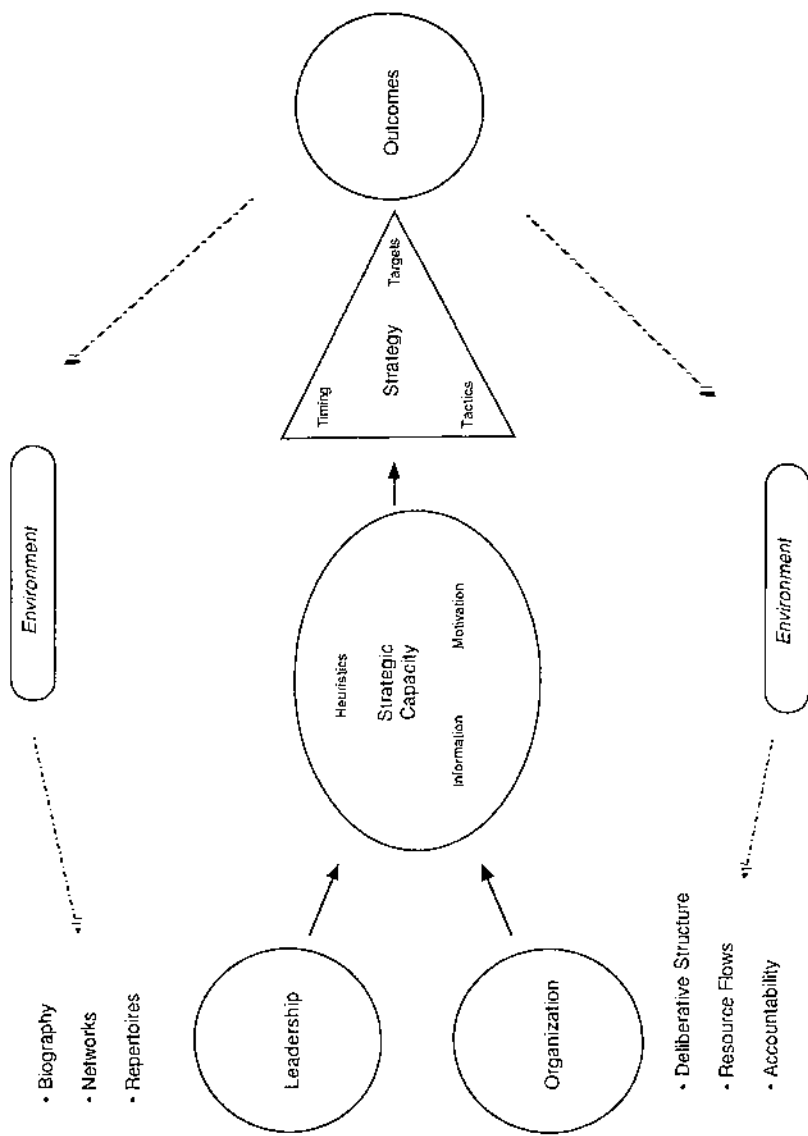 • Biography
• Networks
• Repertoires
Environment
Leadership
Heuristics
Strategic
Capacity
Information
Motivation
Timing
Strategy
Targets
Tactics
Outcomes
Organization
• Deliberative Structure
• Resource Flows
• Accountability
Environment